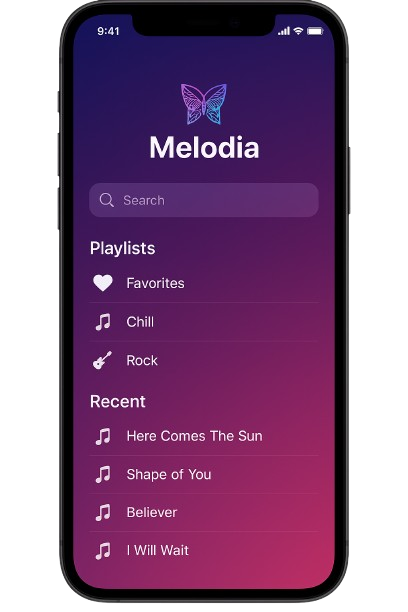 9:41
Melodia
Search
Playlists
Favorites
Chill
Rock
Recent
Here Comes The Sun
Shape of You
Believer
I Will Wait